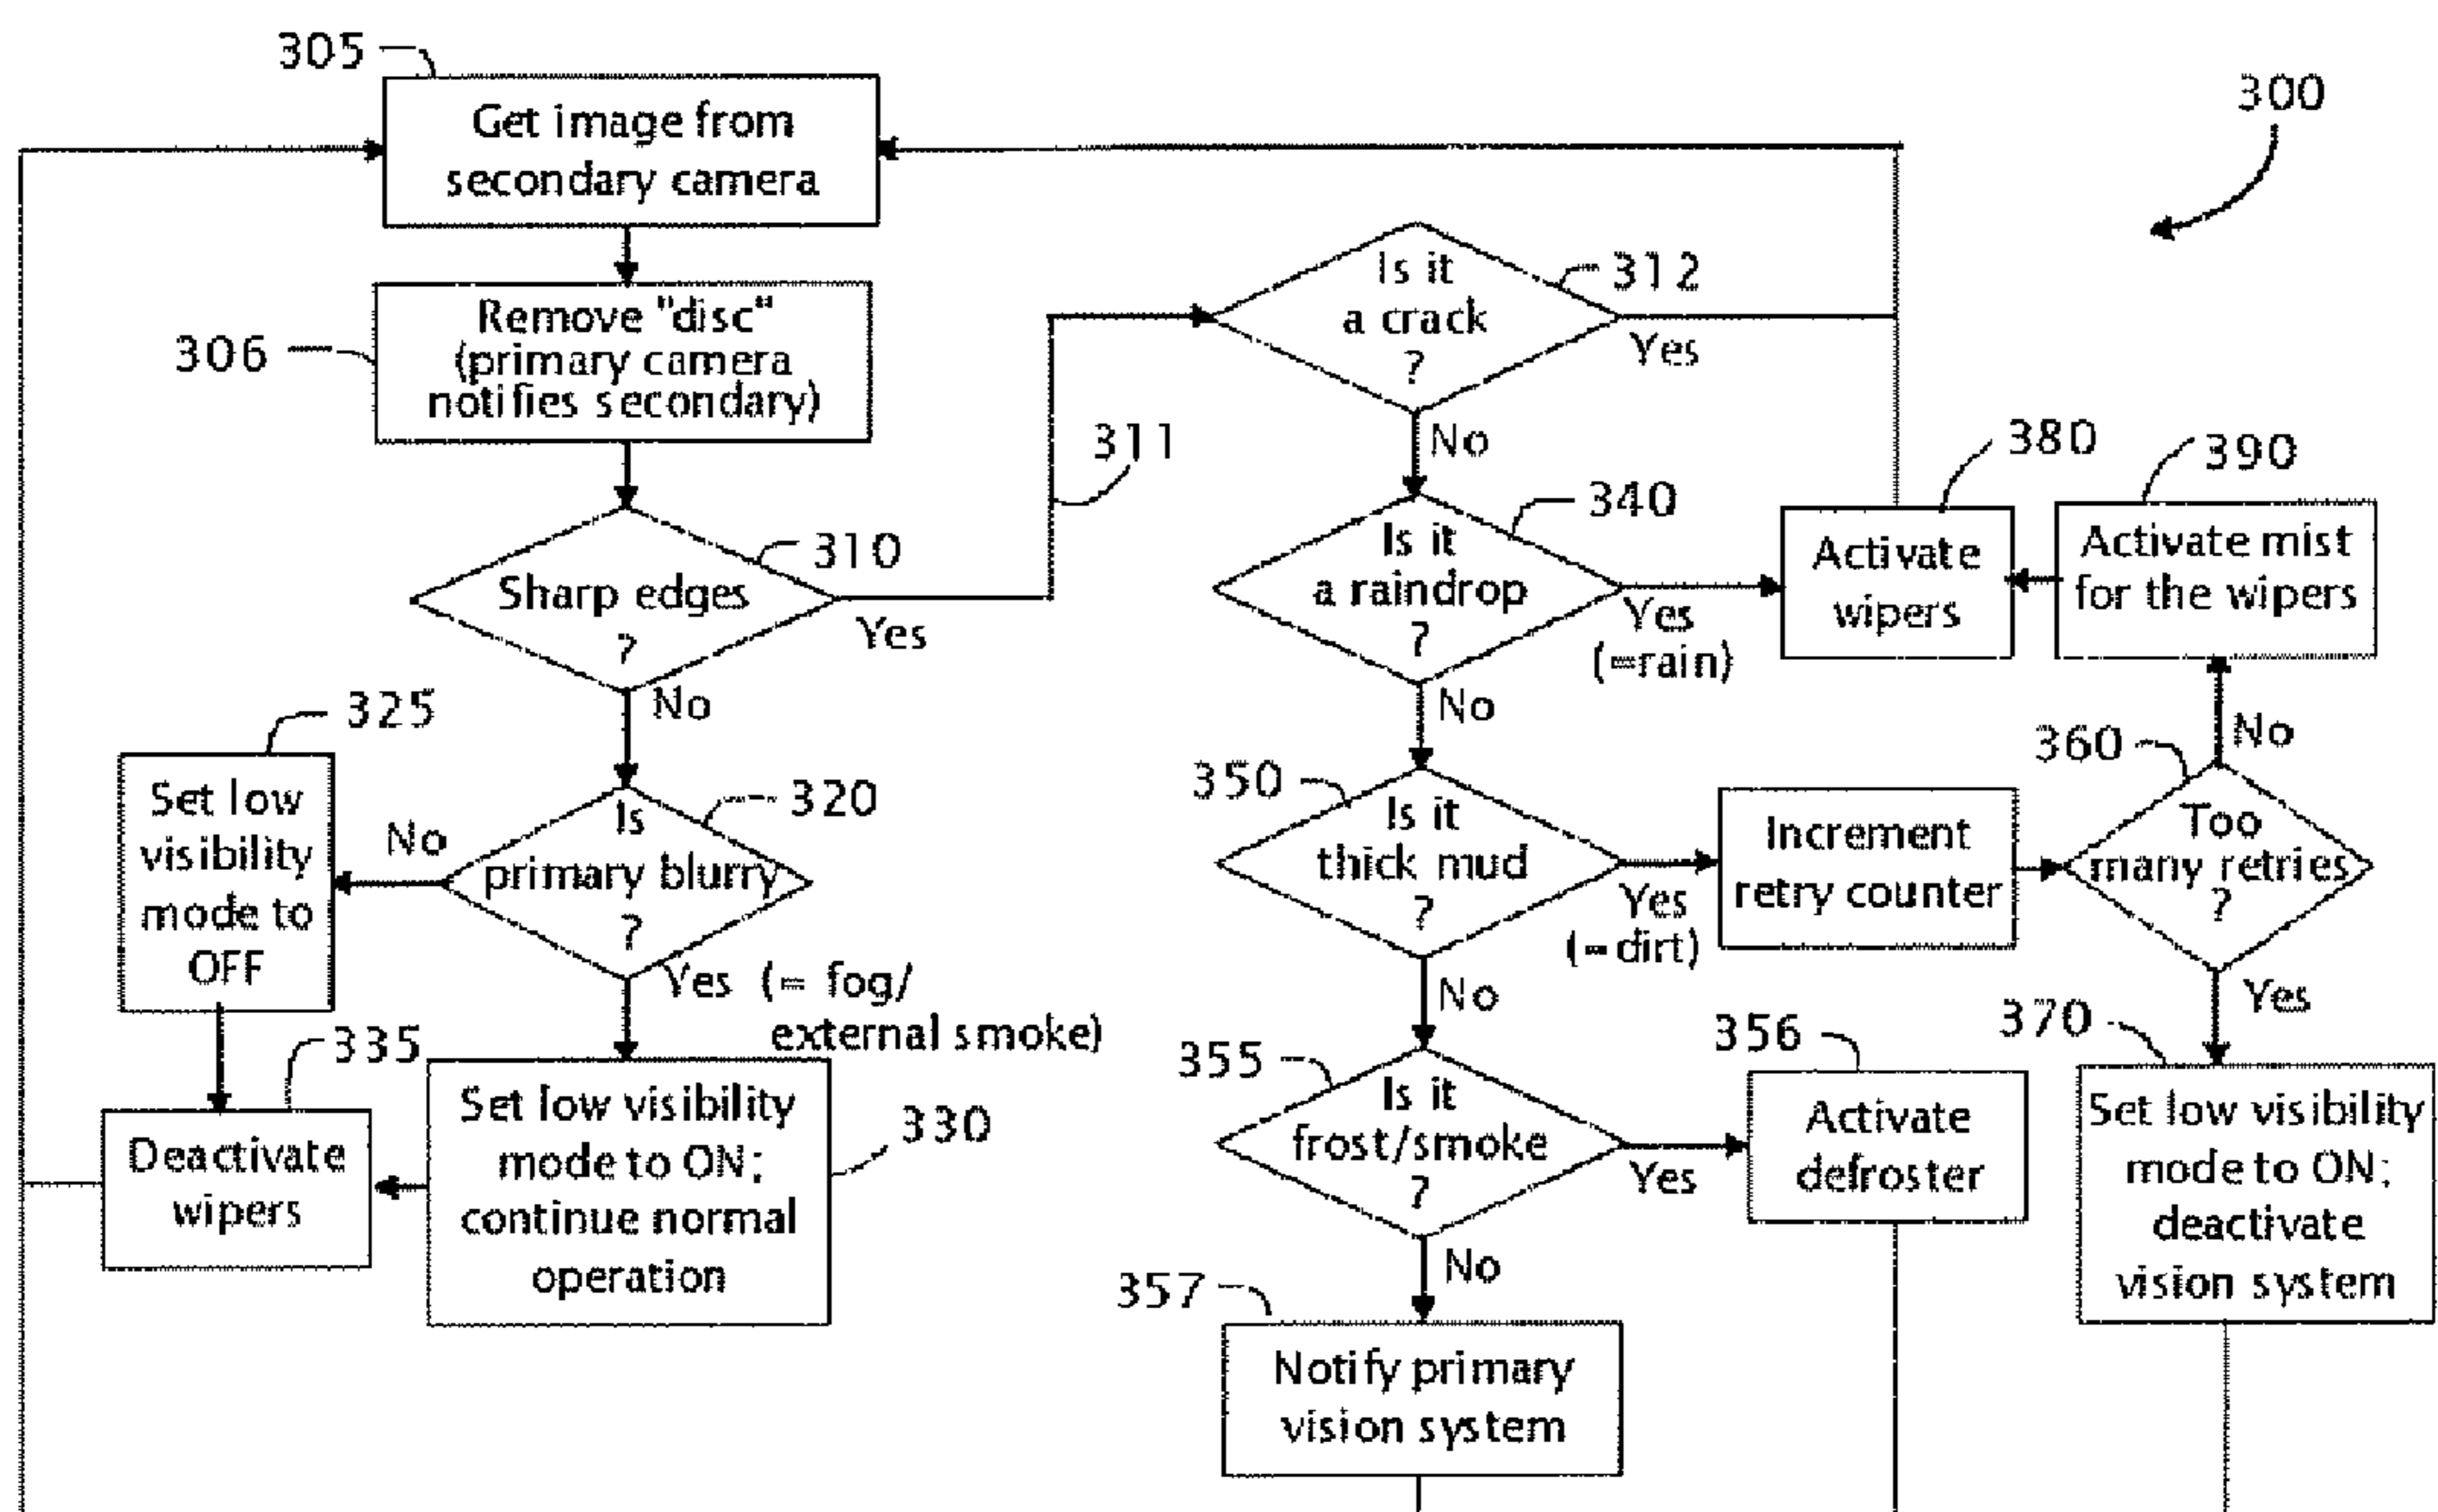 305
Get image from
secondary camera
300
306
Remove "disc"
(primary camera
notifies secondary)
311
Is it
a crack
?
312
Yes
No
310
Sharp edges
?
Yes
No
340
Is it
a raindrop
?
Yes
(=rain)
No
380
Activate
wipers
390
Activate mist
for the wipers
325
Set low
visibility
mode to
OFF
No
320
Is
primary blurry
?
Yes (= fog/
external smoke)
350
Is it
thick mud
?
Yes
(=dirt)
No
Increment
retry counter
360
No
Too
many retries
?
Yes
335
Deactivate
wipers
Set low visibility
mode to ON;
continue normal
operation
330
355
Is it
frost/smoke
?
Yes
No
356
Activate
defroster
370
Set low visibility
mode to ON;
deactivate
vision system
357
Notify primary
vision system